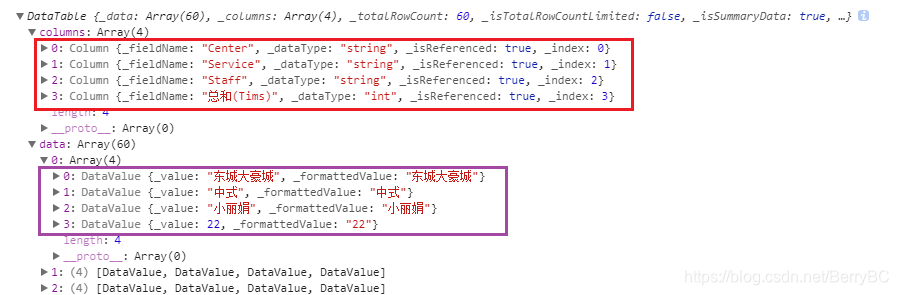 DataTable {_data: Array(60), _columns: Array(4), _totalRowCount: 60, _isTotalRowCountLimited: false, _isSummaryData: true, …} i
columns: Array(4)
0: Column {_fieldName: "Center", _dataType: "string", _isReferenced: true, _index: 0}
1: Column {_fieldName: "Service", _dataType: "string", _isReferenced: true, _index: 1}
2: Column {_fieldName: "Staff", _dataType: "string", _isReferenced: true, _index: 2}
3: Column {_fieldName: "总和(Tims)", _dataType: "int", _isReferenced: true, _index: 3}
length: 4
__proto__: Array(0)
data: Array(60)
0: Array(4)
0: DataValue {_value: "东城大豪城", _formattedValue: "东城大豪城"}
1: DataValue {_value: "中式", _formattedValue: "中式"}
2: DataValue {_value: "小丽娟", _formattedValue: "小丽娟"}
3: DataValue {_value: 22, _formattedValue: "22"}
length: 4
__proto__: Array(0)
1: (4) [DataValue, DataValue, DataValue, DataValue]
2: (4) [DataValue, DataValue, DataValue, DataValue]
https://blog.csdn.net/BerryBC